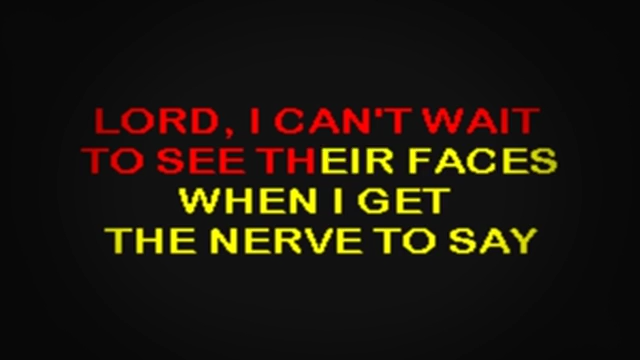 LORD, I CAN'T WAIT
TO SEE THEIR FACES
WHEN I GET
THE NERVE TO SAY